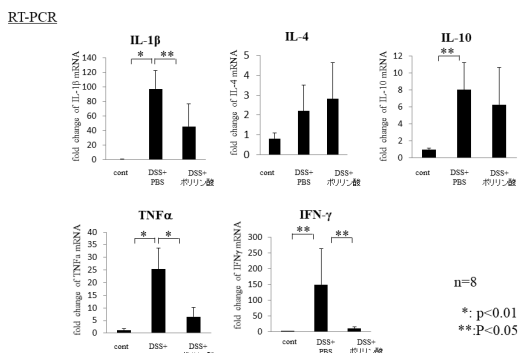 RT-PCR
IL-1β
* **
fold change of IL-1β mRNA
140
120
100
80
60
40
20
0
cont DSS+ DSS+
PBS ポリリン酸
IL-4
fold change of IL-4 mRNA
5
4
3
2
1
0
cont DSS+ DSS+
PBS ポリリン酸
IL-10
**
fold change of IL-10 mRNA
12
10
8
6
4
2
0
cont DSS+ DSS+
PBS ポリリン酸
TNFα
* *
fold change of TNFα mRNA
40
35
30
25
20
15
10
5
0
cont DSS+ DSS+
IFN-γ
** **
fold change of IFNγ mRNA
300
250
200
150
100
50
0
cont DSS+ DSS+
PBS ポリリン酸
n=8
*: p<0.01
**:P<0.05